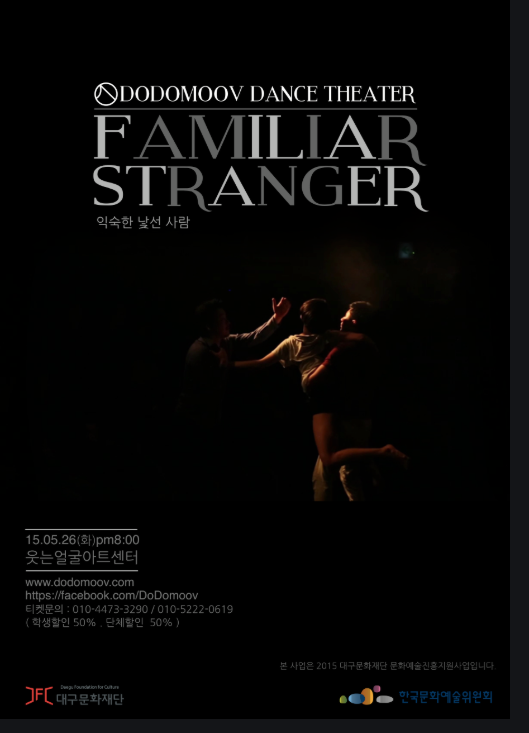 DODOMOOV DANCE THEATER
FAMILIAR
STRANGER
익숙한 낯선 사람
15.05.26(화)pm8:00
웃는얼굴아트센터
www.dodomoov.com
https://facebook.com/DoDomoov
티켓문의 : 010-4473-3290 / 010-5222-0619
( 학생할인 50% , 단체할인 50% )
본 사업은 2015 대구문화재단 문화예술진흥지원사업입니다.
Daegu Foundation for Culture
대구문화재단
한국문화예술위원회